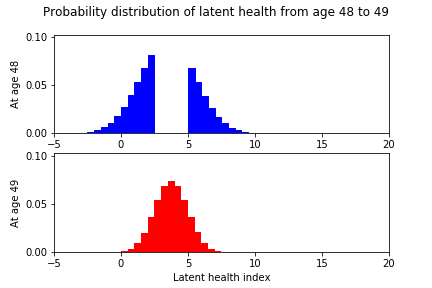 Probability distribution of latent health from age 48 to 49
0.10
0.05
0.00
At age 48
-5 0 5 10 15 20
0.10
0.05
0.00
At age 49
-5 0 5 10 15 20
Latent health index